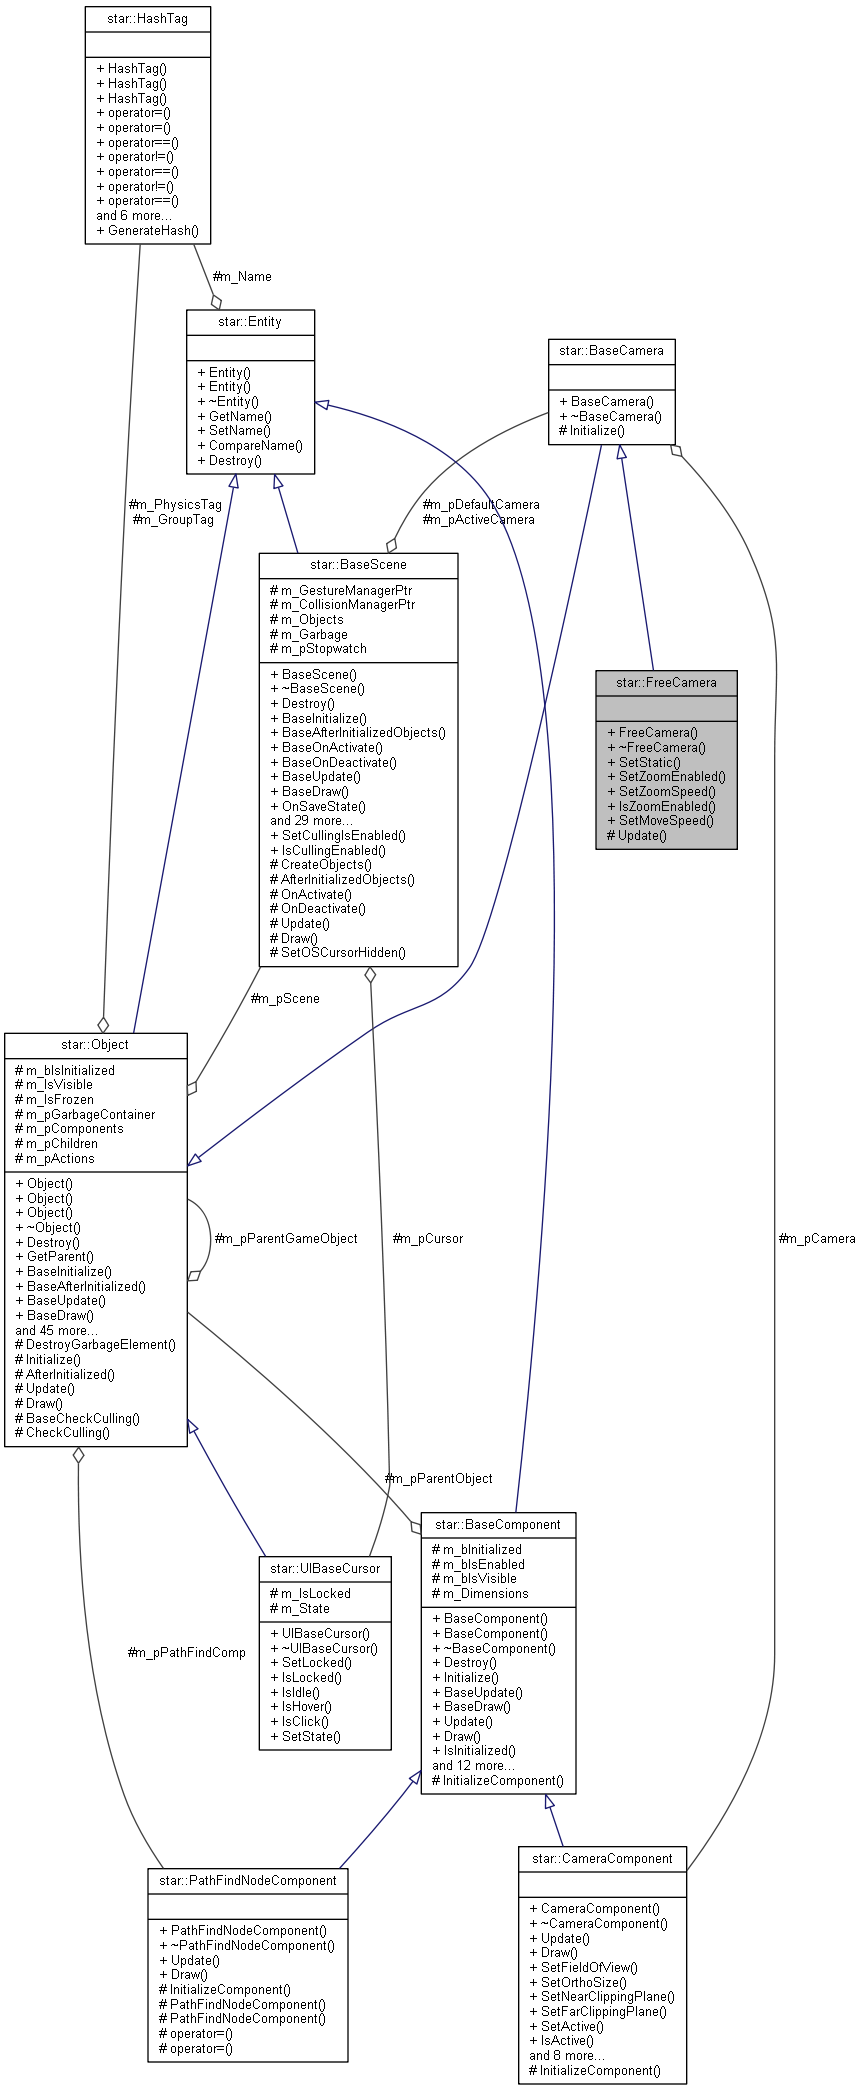 star::HashTag
+ HashTag()
+ HashTag()
+ HashTag()
+ operator=()
+ operator=()
+ operator==()
+ operator!=()
+ operator==()
+ operator!=()
+ operator==()
and 6 more...
+ GenerateHash()
#m_Name
star::Entity
+ Entity()
+ Entity()
+ ~Entity()
+ GetName()
+ SetName()
+ CompareName()
+ Destroy()
star::BaseCamera
+ BaseCamera()
+ ~BaseCamera()
# Initialize()
#m_PhysicsTag
#m_GroupTag
#m_pDefaultCamera
#m_pActiveCamera
star::BaseScene
# m_GestureManagerPtr
# m_CollisionManagerPtr
# m_Objects
# m_Garbage
# m_pStopwatch
+ BaseScene()
+ ~BaseScene()
+ Destroy()
+ BaseInitialize()
+ BaseAfterInitializedObjects()
+ BaseOnActivate()
+ BaseOnDeactivate()
+ BaseUpdate()
+ BaseDraw()
+ OnSaveState()
and 29 more...
+ SetCullingIsEnabled()
+ IsCullingEnabled()
# CreateObjects()
# AfterInitializedObjects()
# OnActivate()
# OnDeactivate()
# Update()
# Draw()
# SetOSCursorHidden()
star::FreeCamera
+ FreeCamera()
+ ~FreeCamera()
+ SetStatic()
+ SetZoomEnabled()
+ SetZoomSpeed()
+ IsZoomEnabled()
+ SetMoveSpeed()
# Update()
#m_pScene
star::Object
# m_bIsInitialized
# m_IsVisible
# m_IsFrozen
# m_pGarbageContainer
# m_pComponents
# m_pChildren
# m_pActions
+ Object()
+ Object()
+ Object()
+ ~Object()
+ Destroy()
+ GetParent()
+ BaseInitialize()
+ BaseAfterInitialized()
+ BaseUpdate()
+ BaseDraw()
and 45 more...
# DestroyGarbageElement()
# Initialize()
# AfterInitialized()
# Update()
# Draw()
# BaseCheckCulling()
# CheckCulling()
#m_pParentGameObject
#m_pCursor
#m_pCamera
#m_pParentObject
star::UIBaseCursor
# m_IsLocked
# m_State
+ UIBaseCursor()
+ ~UIBaseCursor()
+ SetLocked()
+ IsLocked()
+ IsIdle()
+ IsHover()
+ IsClick()
+ SetState()
star::BaseComponent
# m_bInitialized
# m_bIsEnabled
# m_bIsVisible
# m_Dimensions
+ BaseComponent()
+ BaseComponent()
+ ~BaseComponent()
+ Destroy()
+ Initialize()
+ BaseUpdate()
+ BaseDraw()
+ Update()
+ Draw()
+ IsInitialized()
and 12 more...
# InitializeComponent()
#m_pPathFindComp
star::PathFindNodeComponent
+ PathFindNodeComponent()
+ ~PathFindNodeComponent()
+ Update()
+ Draw()
# InitializeComponent()
# PathFindNodeComponent()
# PathFindNodeComponent()
# operator=()
# operator=()
star::CameraComponent
+ CameraComponent()
+ ~CameraComponent()
+ Update()
+ Draw()
+ SetFieldOfView()
+ SetOrthoSize()
+ SetNearClippingPlane()
+ SetFarClippingPlane()
+ SetActive()
+ IsActive()
and 8 more...
# InitializeComponent()